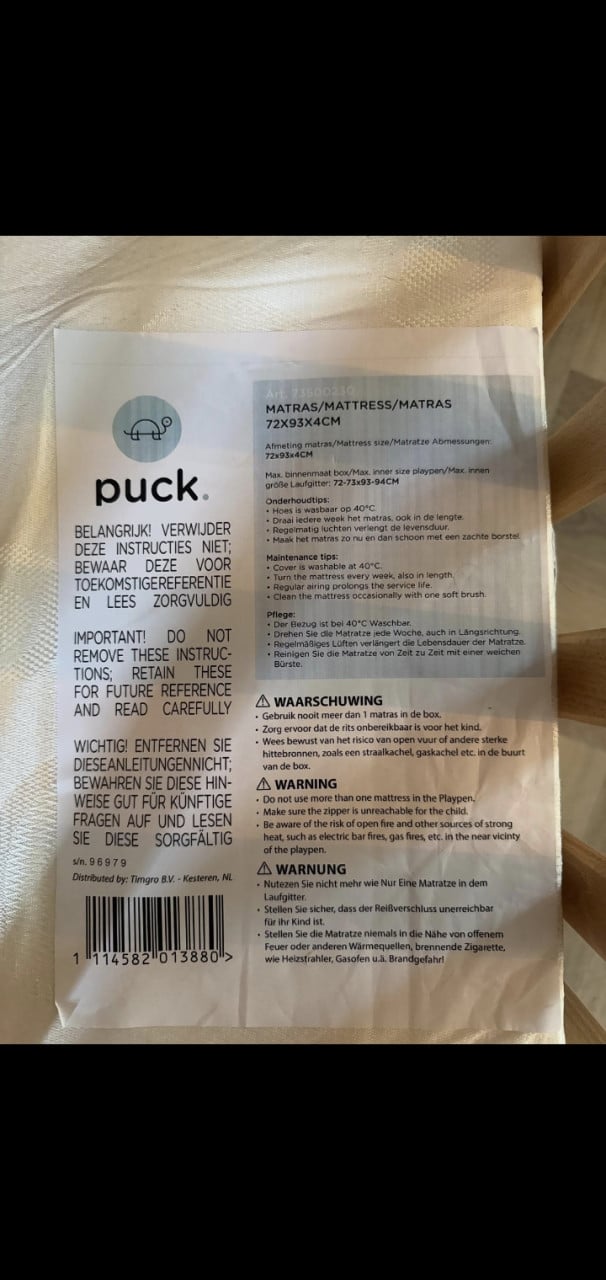 puck.
BELANGRIJK! VERWIJDER
DEZE INSTRUCTIES NIET;
BEWAAR DEZE VOOR
TOEKOMSTIGEREFERENTIE
EN LEES ZORGVULDIG
IMPORTANT! DO NOT
REMOVE THESE INSTRUC-
TIONS; RETAIN THESE
FOR FUTURE REFERENCE
AND READ CAREFULLY
WICHTIG! ENTFERNEN SIE
DIESEANLEITUNGENNICHT;
BEWAHREN SIE DIESE HIN-
WEISE GUT FÜR KÜNFTIGE
FRAGEN AUF UND LESEN
SIE DIESE SORGFÄLTIG
s/n. 96979
Distributed by: Timgro B.V. - Kesteren, NL
1 114582 013880 >
Art. 73500230
MATRAS/MATTRESS/MATRAS
72X93X4CM
Afmeting matras/Mattress size/Matratze Abmessungen:
72x93x4CM
Max. binnenmaat box/Max. inner size playpen/Max. innen
größe Laufgitter: 72-73x93-94CM
Onderhoudtips:
• Hoes is wasbaar op 40°C.
• Draai iedere week het matras, ook in de lengte.
• Regelmatig luchten verlengt de levensduur.
• Maak het matras zo nu en dan schoon met een zachte borstel.
Maintenance tips:
• Cover is washable at 40°C.
• Turn the mattress every week, also in length.
• Regular airing prolongs the service life.
• Clean the mattress occasionally with one soft brush.
Pflege:
• Der Bezug ist bei 40°C Waschbar.
• Drehen Sie die Matratze jede Woche, auch in Längsrichtung.
• Regelmäßiges Lüften verlängert die Lebensdauer der Matratze.
• Reinigen Sie die Matratze von Zeit zu Zeit mit einer weichen
Bürste.
⚠ WAARSCHUWING
• Gebruik nooit meer dan 1 matras in de box.
• Zorg ervoor dat de rits onbereikbaar is voor het kind.
• Wees bewust van het risico van open vuur of andere sterke
hittebronnen, zoals een straalkachel, gaskachel etc. in de buurt
van de box.
⚠ WARNING
• Do not use more than one mattress in the Playpen.
• Make sure the zipper is unreachable for the child.
• Be aware of the risk of open fire and other sources of strong
heat, such as electric bar fires, gas fires, etc. in the near vicinty
of the playpen.
⚠ WARNUNG
• Nutezen Sie nicht mehr wie Nur Eine Matratze in dem
Laufgitter.
• Stellen Sie sicher, dass der Reißverschluss unerreichbar
für ihr Kind ist.
• Stellen Sie die Matratze niemals in die Nähe von offenem
Feuer oder anderen Wärmequellen, brennende Zigarette,
wie Heizstrahler, Gasofen u.ä. Brandgefahr!